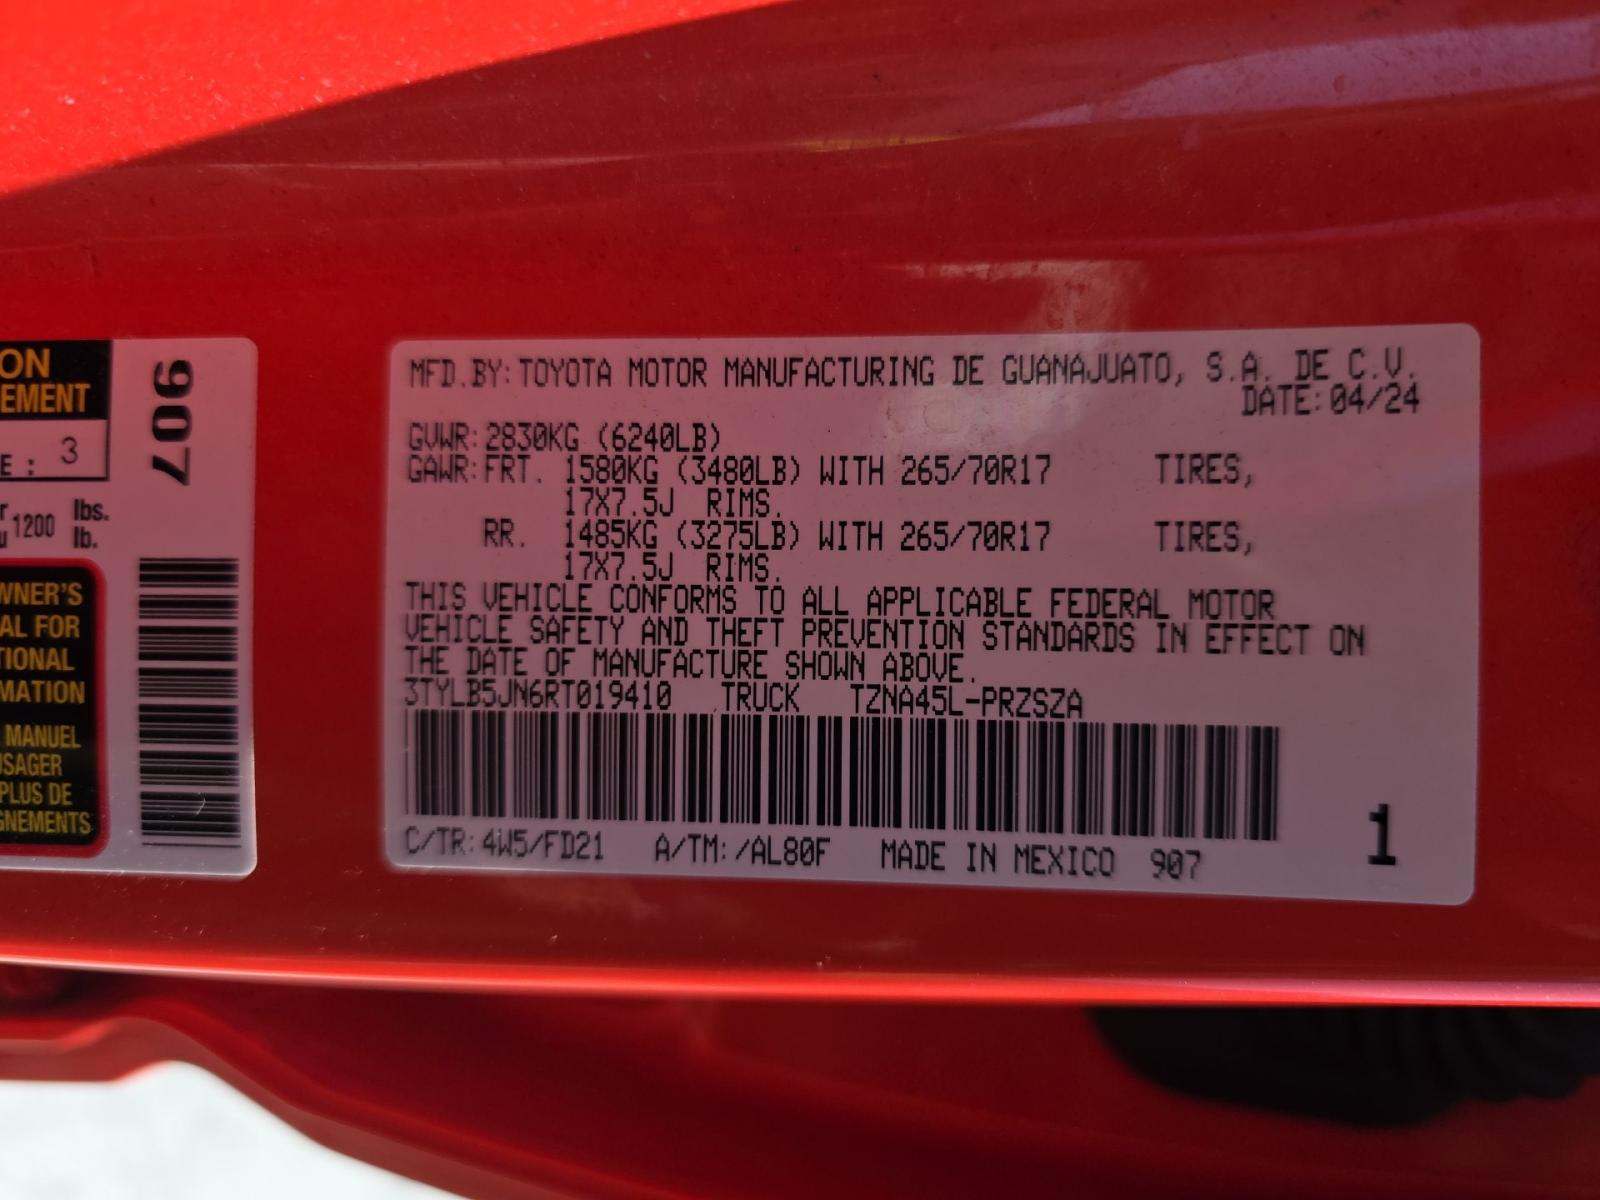 ON
EMENT
E : 3
r
u 1200 lbs.
lb.
907
WNER'S
AL FOR
TIONAL
MATION
MANUEL
USAGER
PLUS DE
GNEMENTS
MFD.BY:TOYOTA MOTOR MANUFACTURING DE GUANAJUATO, S.A. DE C.V.
DATE:04/24
GVWR:2830KG (6240LB)
GAWR:FRT. 1580KG (3480LB) WITH 265/70R17 TIRES,
17X7.5J RIMS.
RR. 1485KG (3275LB) WITH 265/70R17 TIRES,
17X7.5J RIMS.
THIS VEHICLE CONFORMS TO ALL APPLICABLE FEDERAL MOTOR
VEHICLE SAFETY AND THEFT PREVENTION STANDARDS IN EFFECT ON
THE DATE OF MANUFACTURE SHOWN ABOVE.
3TYLB5JN6RT019410 TRUCK TZNA45L-PRZSZA
C/TR:4W5/FD21 A/TM:/AL80F MADE IN MEXICO 907
1